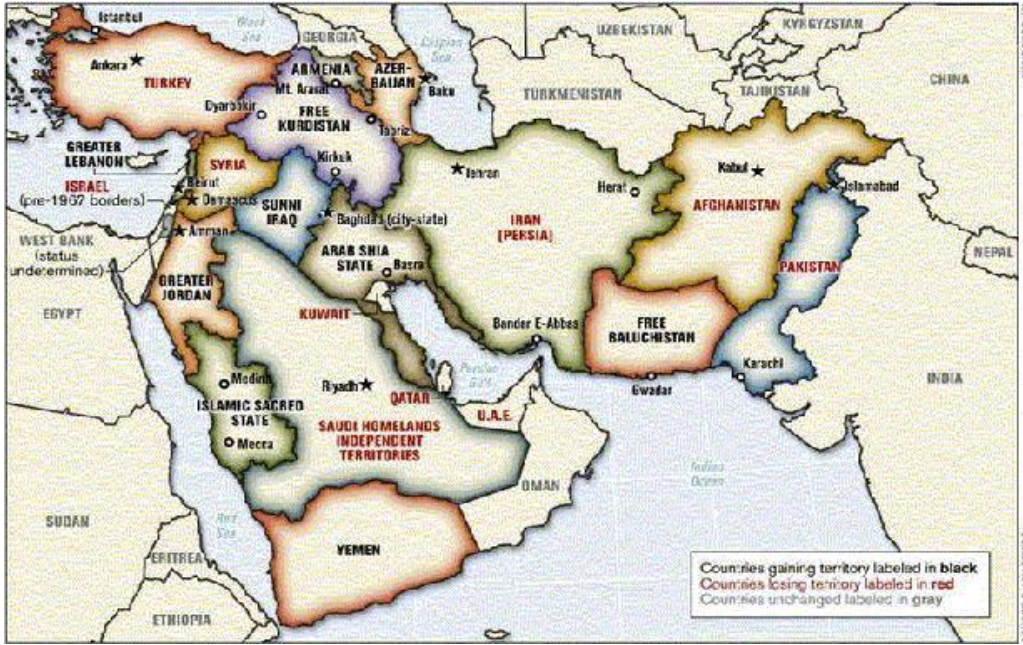 Istanbul
Black
Sea
GEORGIA
Caspian
Sea
UZBEKISTAN
KYRGYZSTAN
Ankara
TURKEY
ARMENIA
Mt. Ararat
AZER-
BAIJAN
Baku
TURKMENISTAN
TAJIKISTAN
CHINA
Dyarbakir
FREE
KURDISTAN
Tabriz
GREATER
LEBANON
SYRIA
Kirkuk
Tehran
Herat
Kabul
Islamabad
ISRAEL
(pre-1967 borders)
Beirut
Damascus
SUNNI
IRAQ
Baghdad (city-state)
IRAN
(PERSIA)
AFGHANISTAN
WEST BANK
(status
undetermined)
Amman
ARAB SHIA
STATE
Basra
PAKISTAN
NEPAL
GREATER
JORDAN
EGYPT
KUWAIT
Bander E-Abbas
FREE
BALUCHISTAN
Karachi
Gwadar
INDIA
Medina
ISLAMIC SACRED
STATE
Mecca
Riyadh
Persian
Gulf
QATAR
U.A.E.
SAUDI HOMELANDS
INDEPENDENT
TERRITORIES
OMAN
Indian
Ocean
SUDAN
Red
Sea
ERITREA
YEMEN
ETHIOPIA
Countries gaining territory labeled in black
Countries losing territory labeled in red
Countries unchanged labeled in gray